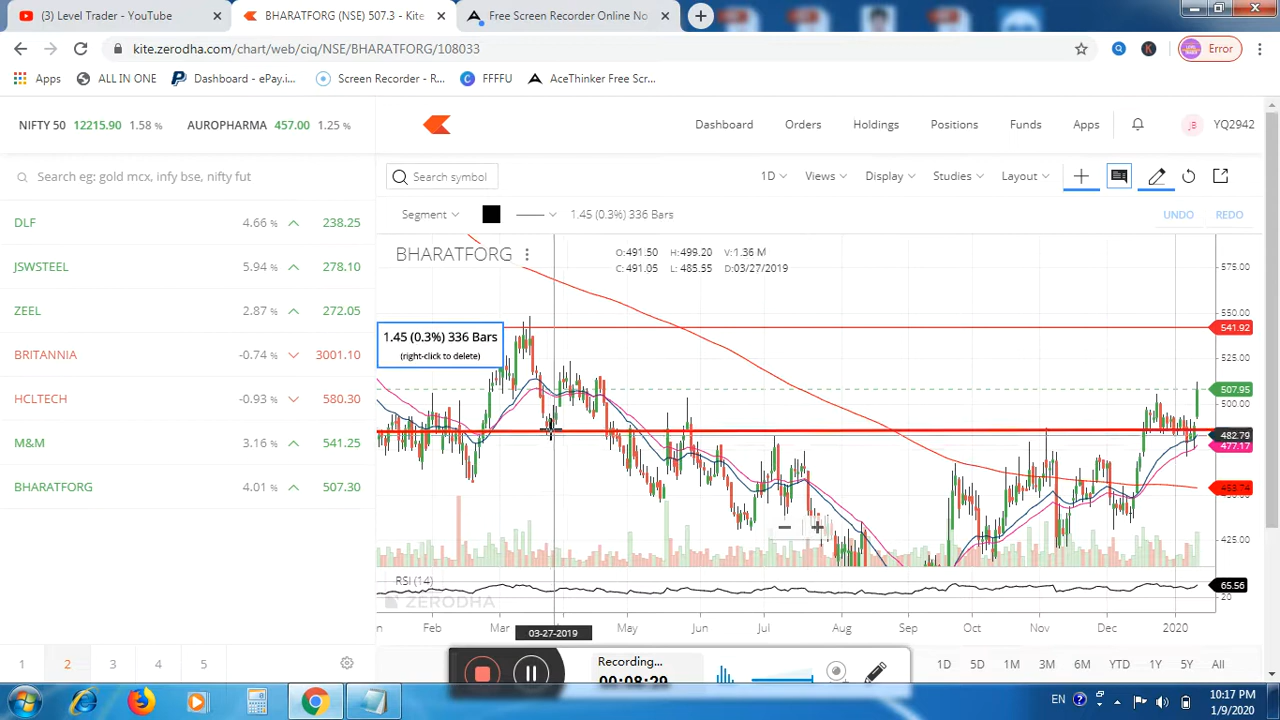 (3) Level Trader - YouTube
BHARATFORG (NSE) 507.3 - Kite
Free Screen Recorder Online No
kite.zerodha.com/chart/web/ciq/NSE/BHARATFORG/108033
Error
Apps
ALL IN ONE
Dashboard - ePay.i...
Screen Recorder - R...
FFFFU
AceThinker Free Scr...
NIFTY 50 12215.90 1.58 %
AUROPHARMA 457.00 1.25 %
Dashboard
Orders
Holdings
Positions
Funds
Apps
YQ2942
Search eg: gold mcx, infy bse, nifty fut
Search symbol
1D
Views
Display
Studies
Layout
DLF 4.66 % 238.25
JSWSTEEL 5.94 % 278.10
ZEEL 2.87 % 272.05
BRITANNIA -0.74 % 3001.10
HCLTECH -0.93 % 580.30
M&M 3.16 % 541.25
BHARATFORG 4.01 % 507.30
Segment
1.45 (0.3%) 336 Bars
UNDO
REDO
BHARATFORG
O:491.50 H:499.20 V:1.36 M
C:491.05 L:485.55 D:03/27/2019
1.45 (0.3%) 336 Bars
(right-click to delete)
575.00
550.00
541.92
525.00
507.95
500.00
482.79
477.17
453.74
425.00
RSI (14)
65.56
20
ZERODHA
Feb
Mar
03-27-2019
May
Jun
Jul
Aug
Sep
Oct
Nov
Dec
2020
1 2 3 4 5
Recording...
00:08:29
1D 5D 1M 3M 6M YTD 1Y 5Y All
EN
10:17 PM
1/9/2020